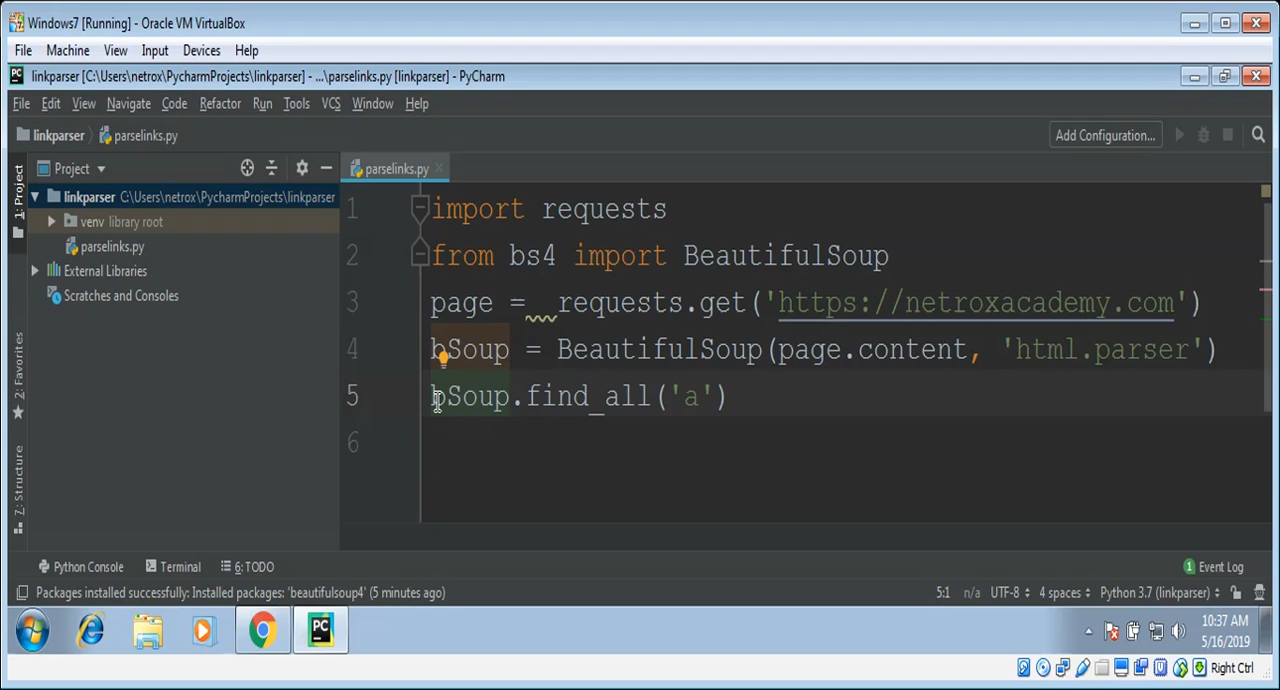 Windows7 [Running] - Oracle VM VirtualBox
File Machine View Input Devices Help
PC linkparser [C:\Users\netrox\PycharmProjects\linkparser] - ...\parselinks.py [linkparser] - PyCharm
File Edit View Navigate Code Refactor Run Tools VCS Window Help
linkparser parselinks.py Add Configuration...
Project parselinks.py
1: Project
linkparser C:\Users\netrox\PycharmProjects\linkparser
venv library root
parselinks.py
External Libraries
Scratches and Consoles
2: Favorites
7: Structure
1 import requests
2 from bs4 import BeautifulSoup
3 page = requests.get('https://netroxacademy.com')
4 bSoup = BeautifulSoup(page.content, 'html.parser')
5 bSoup.find_all('a')
6
Python Console Terminal 6: TODO 1 Event Log
Packages installed successfully: Installed packages: 'beautifulsoup4' (5 minutes ago) 5:1 n/a UTF-8 4 spaces Python 3.7 (linkparser)
PC
10:37 AM
5/16/2019
Right Ctrl